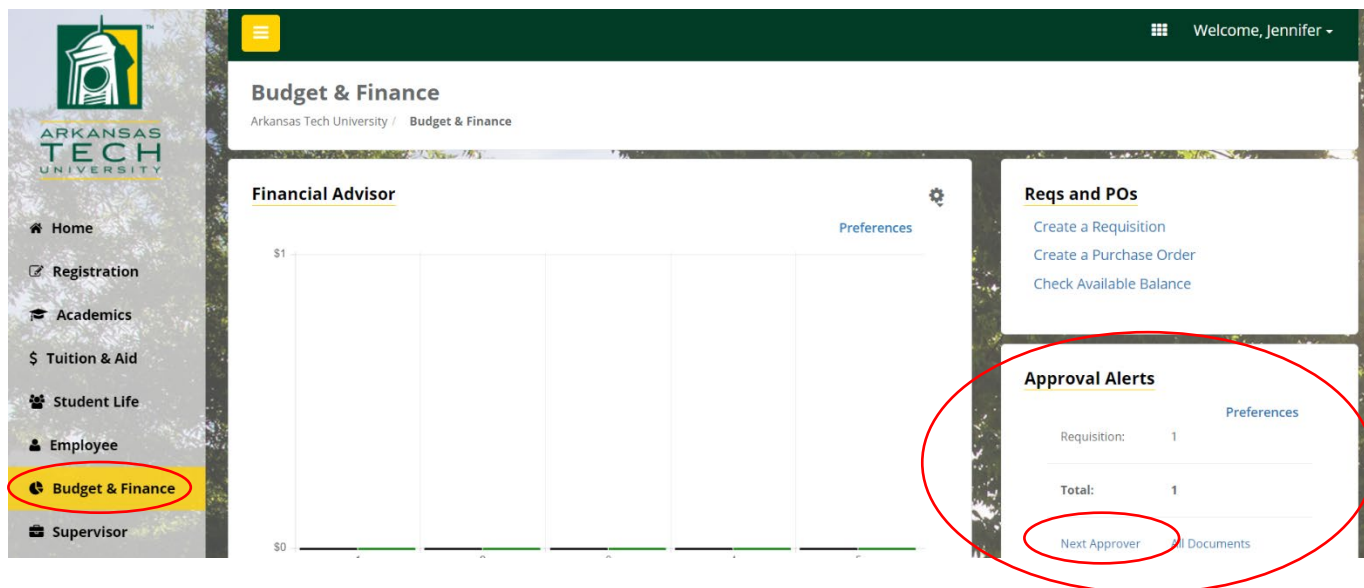 ARKANSAS
TECH
UNIVERSITY
Home
Registration
Academics
$ Tuition & Aid
Student Life
Employee
Budget & Finance
Supervisor
Welcome, Jennifer
Budget & Finance
Arkansas Tech University / Budget & Finance
Financial Advisor
Preferences
$1
$0
Reqs and POs
Create a Requisition
Create a Purchase Order
Check Available Balance
Approval Alerts
Preferences
Requisition: 1
Total: 1
Next Approver All Documents